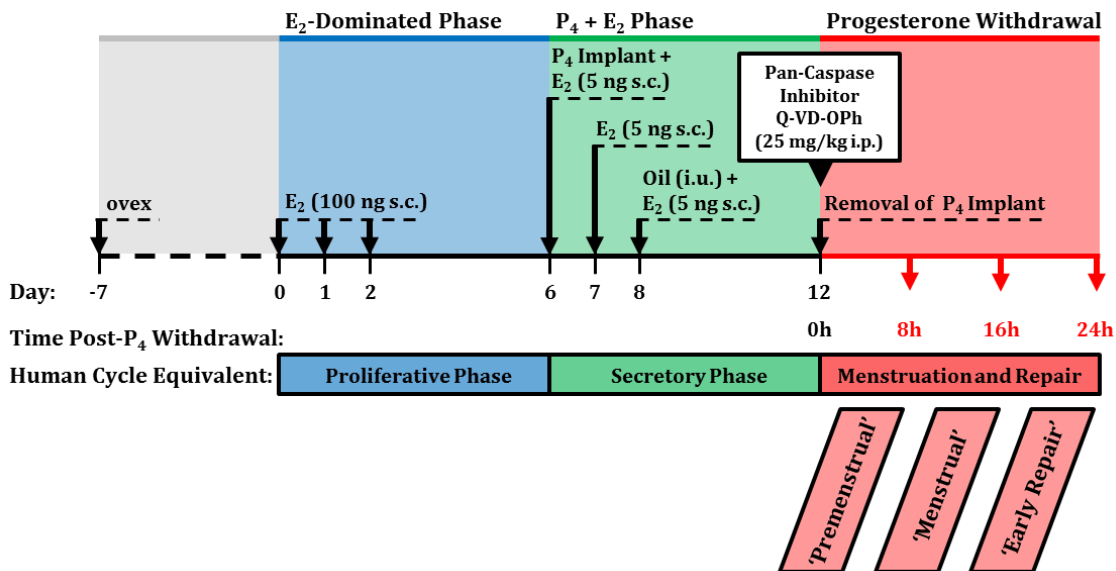 E₂-Dominated Phase
P₄ + E₂ Phase
Progesterone Withdrawal
P₄ Implant +
E₂ (5 ng s.c.)
E₂ (5 ng s.c.)
Oil (i.u.) +
E₂ (5 ng s.c.)
Pan-Caspase
Inhibitor
Q-VD-OPh
(25 mg/kg i.p.)
ovex
E₂ (100 ng s.c.)
Removal of P₄ Implant
Day: -7 0 1 2 6 7 8 12
Time Post-P₄ Withdrawal: 0h 8h 16h 24h
Human Cycle Equivalent: Proliferative Phase Secretory Phase Menstruation and Repair
‘Premenstrual’
‘Menstrual’
‘Early Repair’